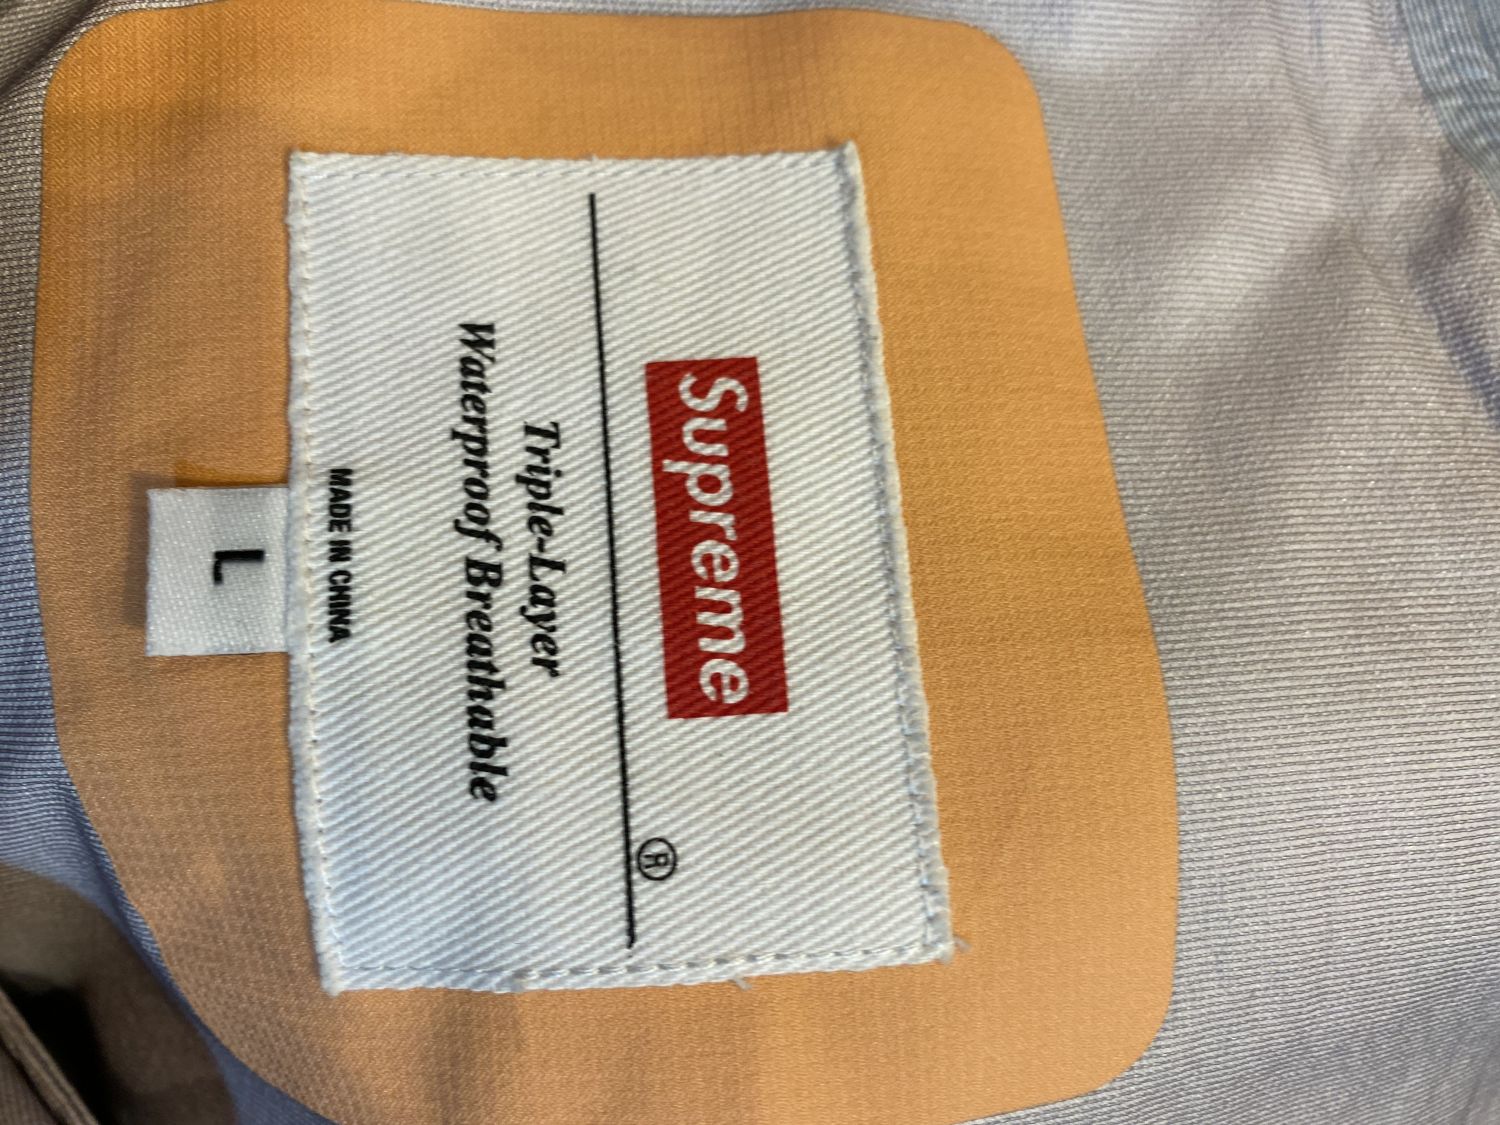 Supreme
®
Triple-Layer
Waterproof Breathable
MADE IN CHINA
L